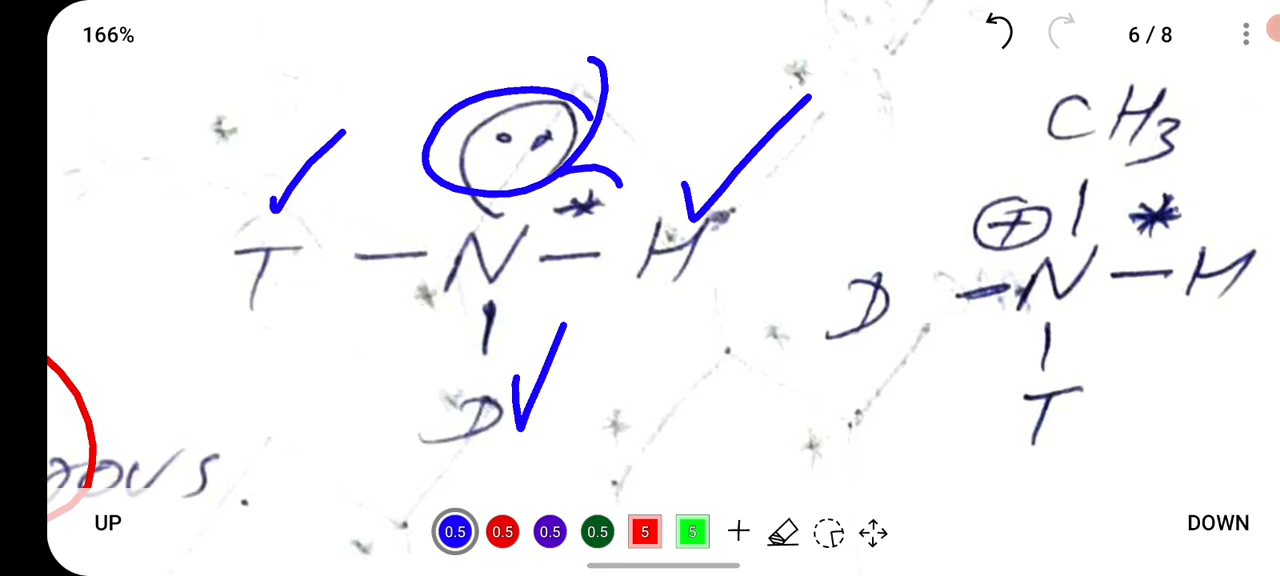 166%
6 / 8
CH3
T — N * — H
⊕ *
D — N — H
D
T
UP
0.5 0.5 0.5 0.5 5 5
DOWN